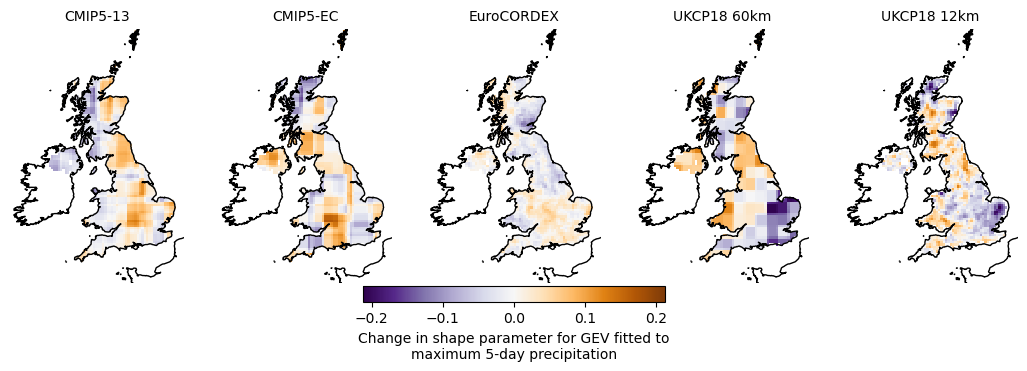 CMIP5-13 CMIP5-EC EuroCORDEX UKCP18 60km UKCP18 12km
−0.2 −0.1 0.0 0.1 0.2
Change in shape parameter for GEV fitted to
maximum 5-day precipitation